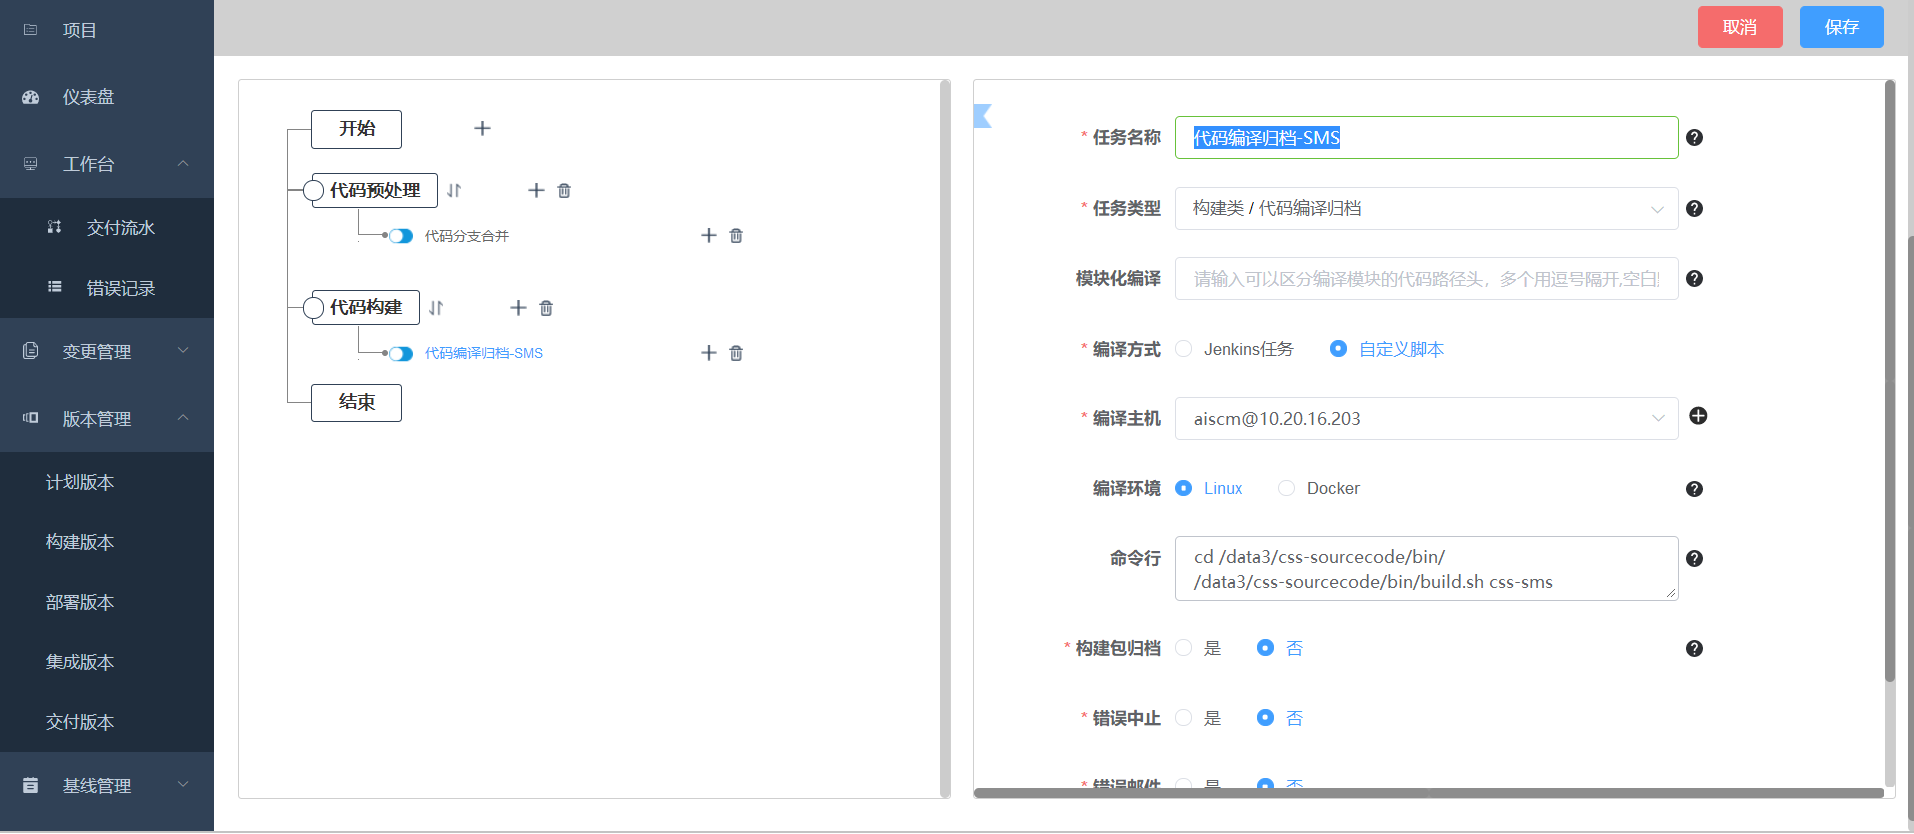 项目
仪表盘
工作台
交付流水
错误记录
变更管理
版本管理
计划版本
构建版本
部署版本
集成版本
交付版本
基线管理
取消
保存
开始
代码预处理
代码分支合并
代码构建
代码编译归档-SMS
结束
* 任务名称 代码编译归档-SMS
* 任务类型 构建类 / 代码编译归档
模块化编译 请输入可以区分编译模块的代码路径头，多个用逗号隔开,空白
* 编译方式 Jenkins任务 自定义脚本
* 编译主机 aiscm@10.20.16.203
编译环境 Linux Docker
命令行 cd /data3/css-sourcecode/bin/
/data3/css-sourcecode/bin/build.sh css-sms
* 构建包归档 是 否
* 错误中止 是 否
* 错误邮件 是 否